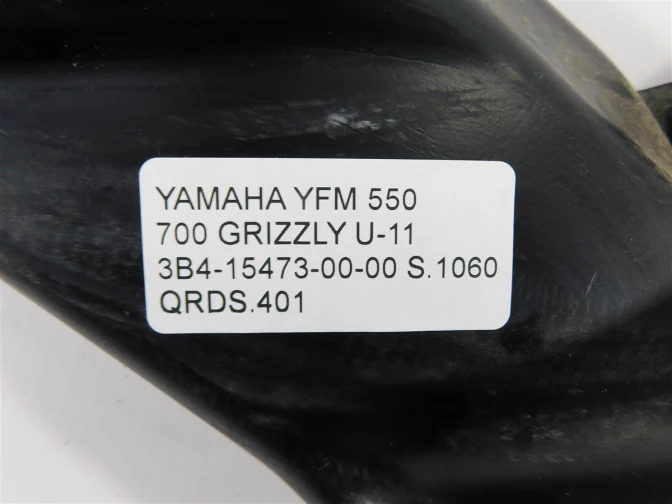 YAMAHA YFM 550
700 GRIZZLY U-11
3B4-15473-00-00 S.1060
QRDS.401